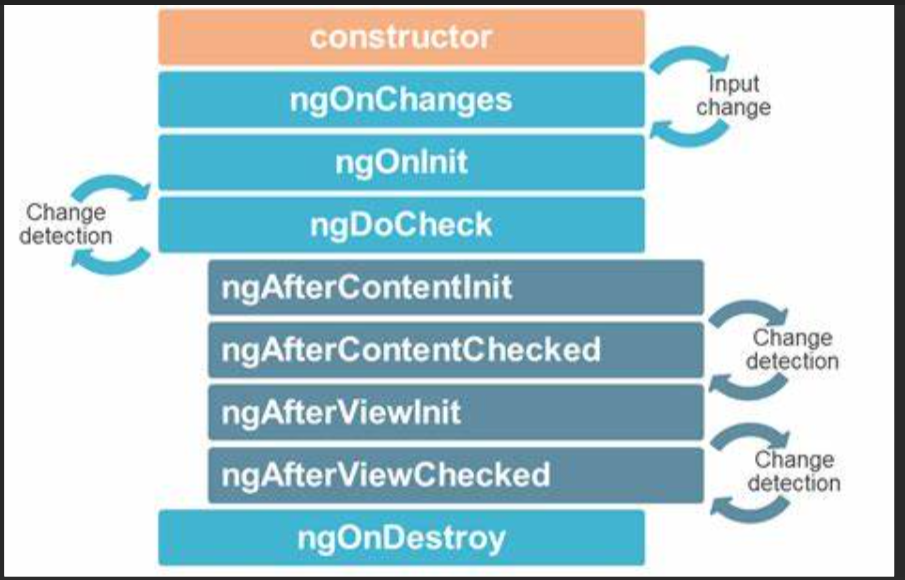 constructor
Input
change
ngOnChanges
ngOnInit
Change
detection
ngDoCheck
ngAfterContentInit
ngAfterContentChecked
Change
detection
ngAfterViewInit
ngAfterViewChecked
Change
detection
ngOnDestroy